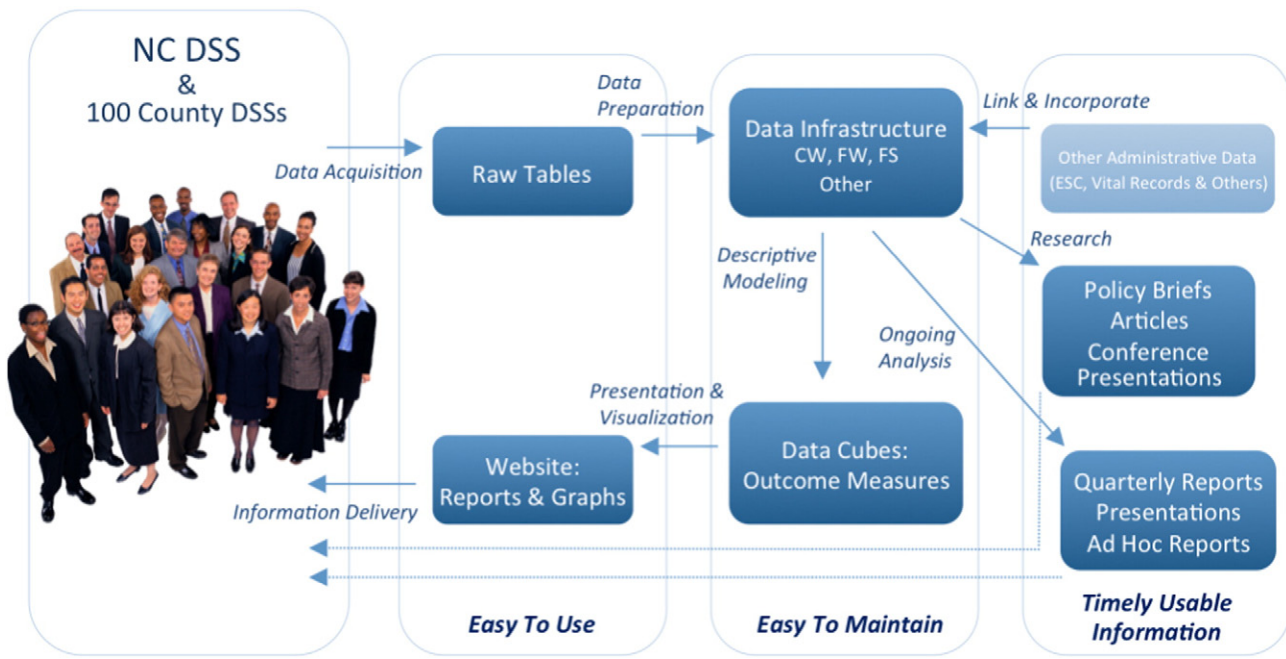 NC DSS
&
100 County DSSs
Data Acquisition
Raw Tables
Data
Preparation
Data Infrastructure
CW, FW, FS
Other
Link & Incorporate
Other Administrative Data
(ESC, Vital Records & Others)
Research
Policy Briefs
Articles
Conference
Presentations
Descriptive
Modeling
Ongoing
Analysis
Presentation &
Visualization
Data Cubes:
Outcome Measures
Website:
Reports & Graphs
Information Delivery
Quarterly Reports
Presentations
Ad Hoc Reports
Easy To Use
Easy To Maintain
Timely Usable
Information